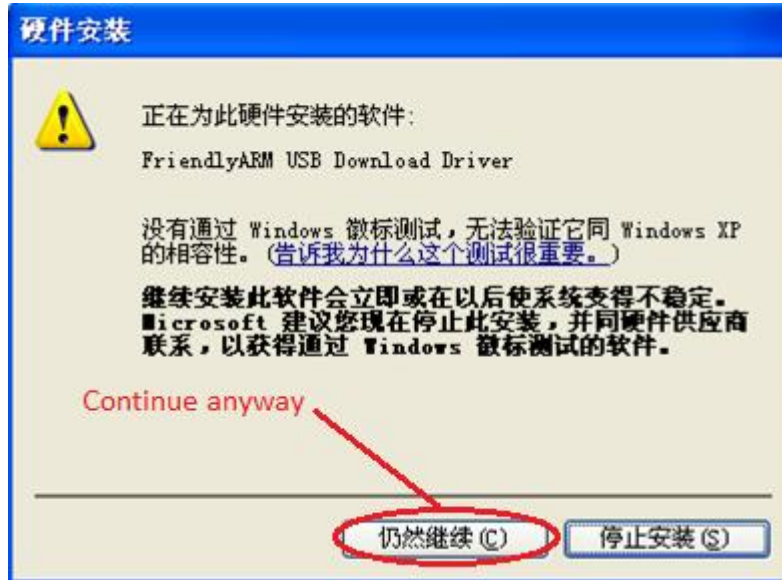 硬件安装
正在为此硬件安装的软件:
FriendlyARM USB Download Driver
没有通过 Windows 徽标测试,无法验证它同 Windows XP
的相容性。(告诉我为什么这个测试很重要。)
继续安装此软件会立即或在以后使系统变得不稳定。
Microsoft 建议您现在停止此安装,并同硬件供应商
联系,以获得通过 Windows 徽标测试的软件。
Continue anyway
仍然继续(C)
停止安装(S)